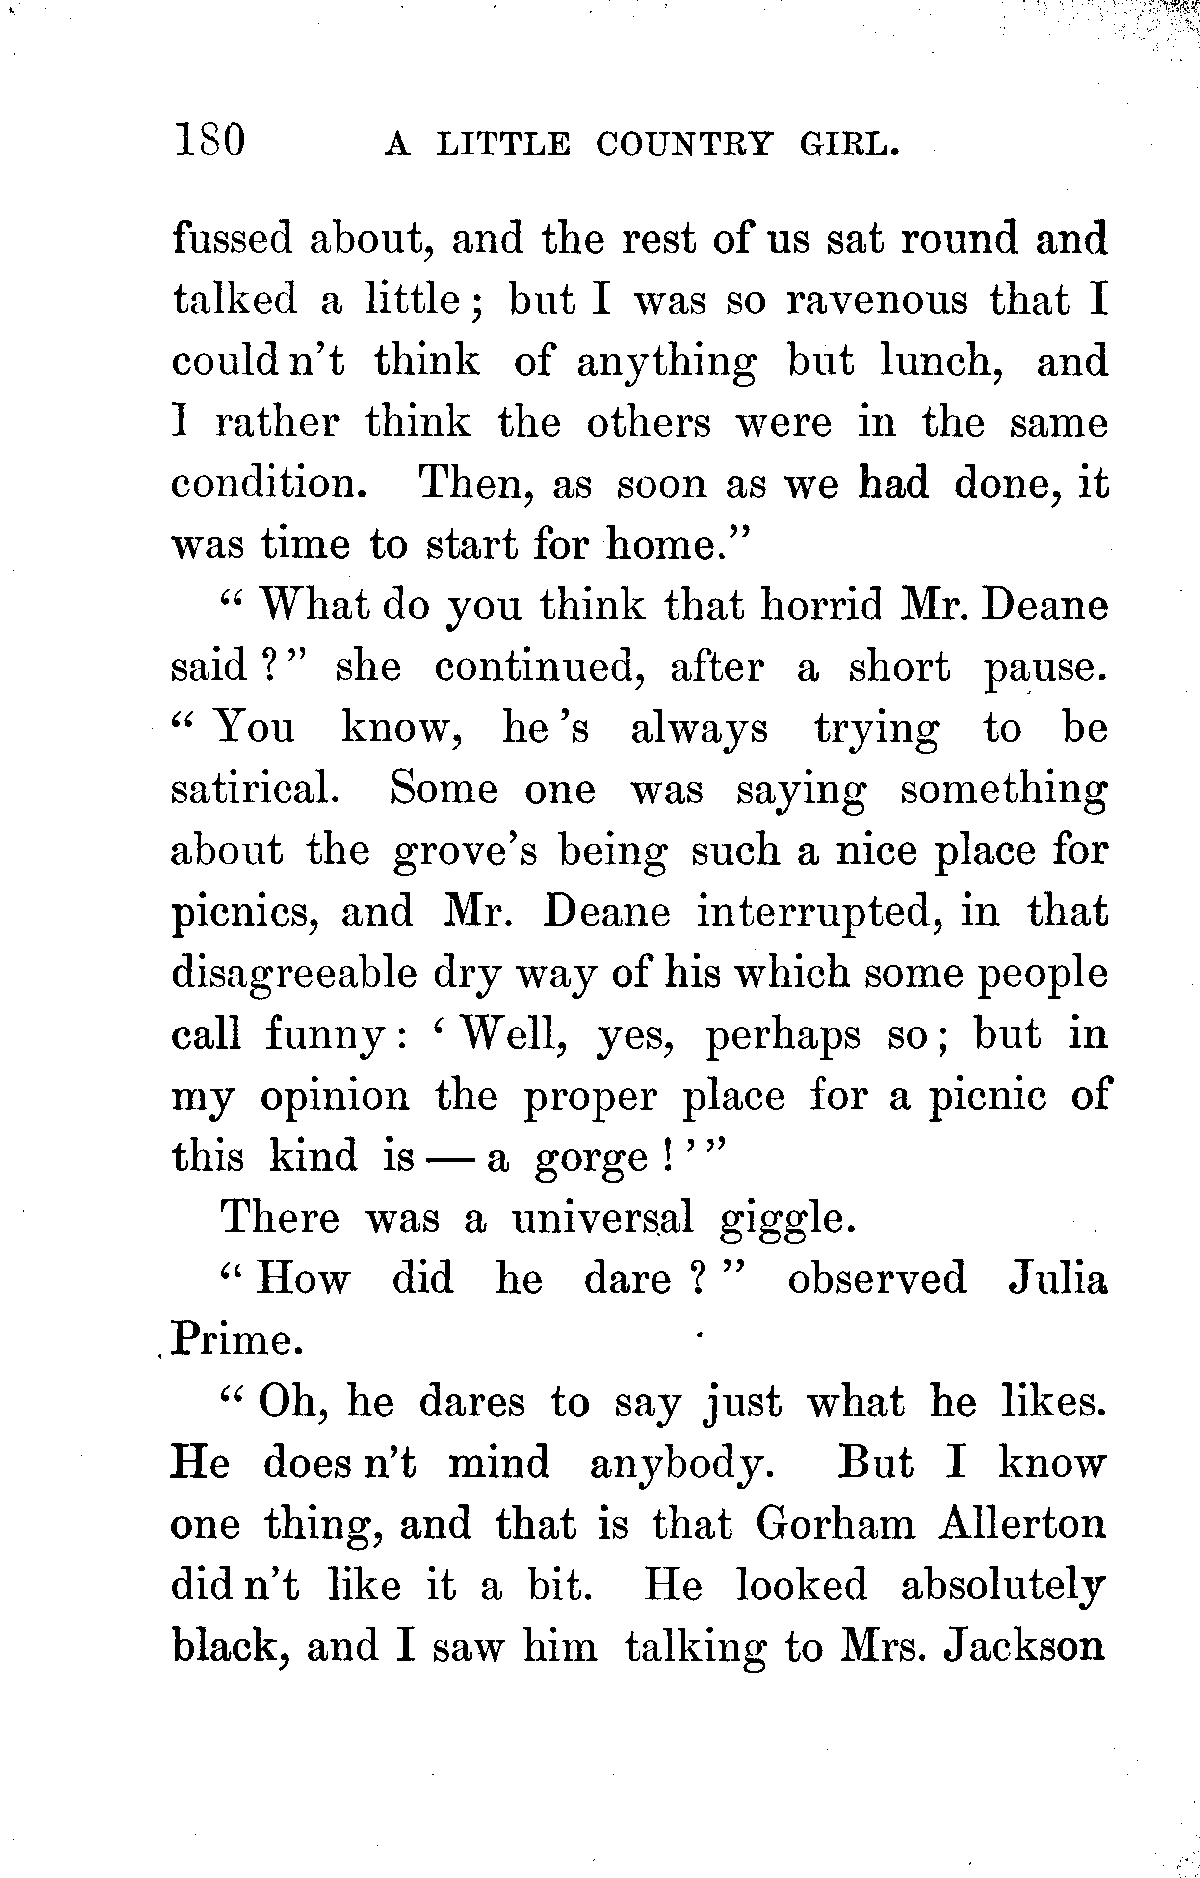 180 A LITTLE COUNTRY GIRL.
fussed about, and the rest of us sat round and
talked a little; but I was so ravenous that I
could n't think of anything but lunch, and
I rather think the others were in the same
condition. Then, as soon as we had done, it
was time to start for home."
" What do you think that horrid Mr. Deane
said?" she continued, after a short pause.
" You know, he 's always trying to be
satirical. Some one was saying something
about the grove's being such a nice place for
picnics, and Mr. Deane interrupted, in that
disagreeable dry way of his which some people
call funny: ' Well, yes, perhaps so; but in
my opinion the proper place for a picnic of
this kind is — a gorge!' "
There was a universal giggle.
" How did he dare? " observed Julia
Prime.
" Oh, he dares to say just what he likes.
He does n't mind anybody. But I know
one thing, and that is that Gorham Allerton
did n't like it a bit. He looked absolutely
black, and I saw him talking to Mrs. Jackson